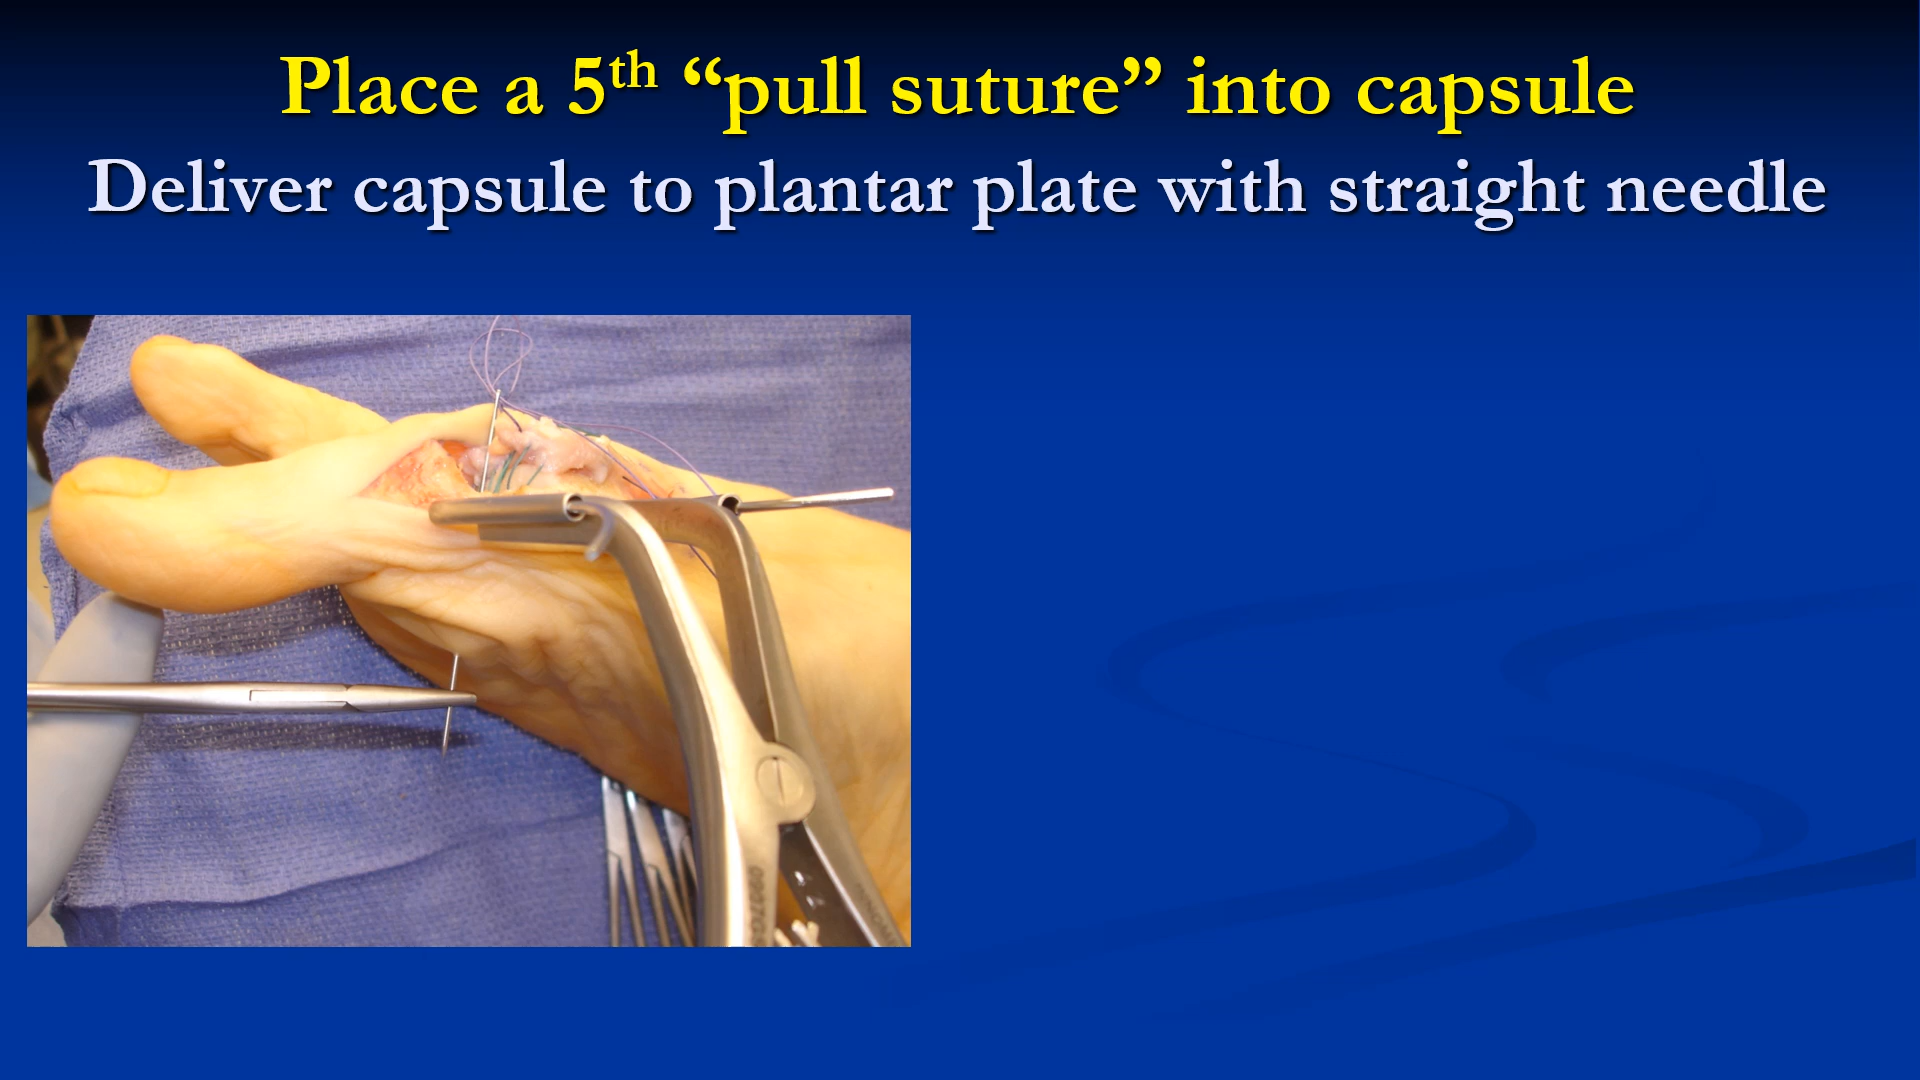 Place a 5th “pull suture” into capsule
Deliver capsule to plantar plate with straight needle